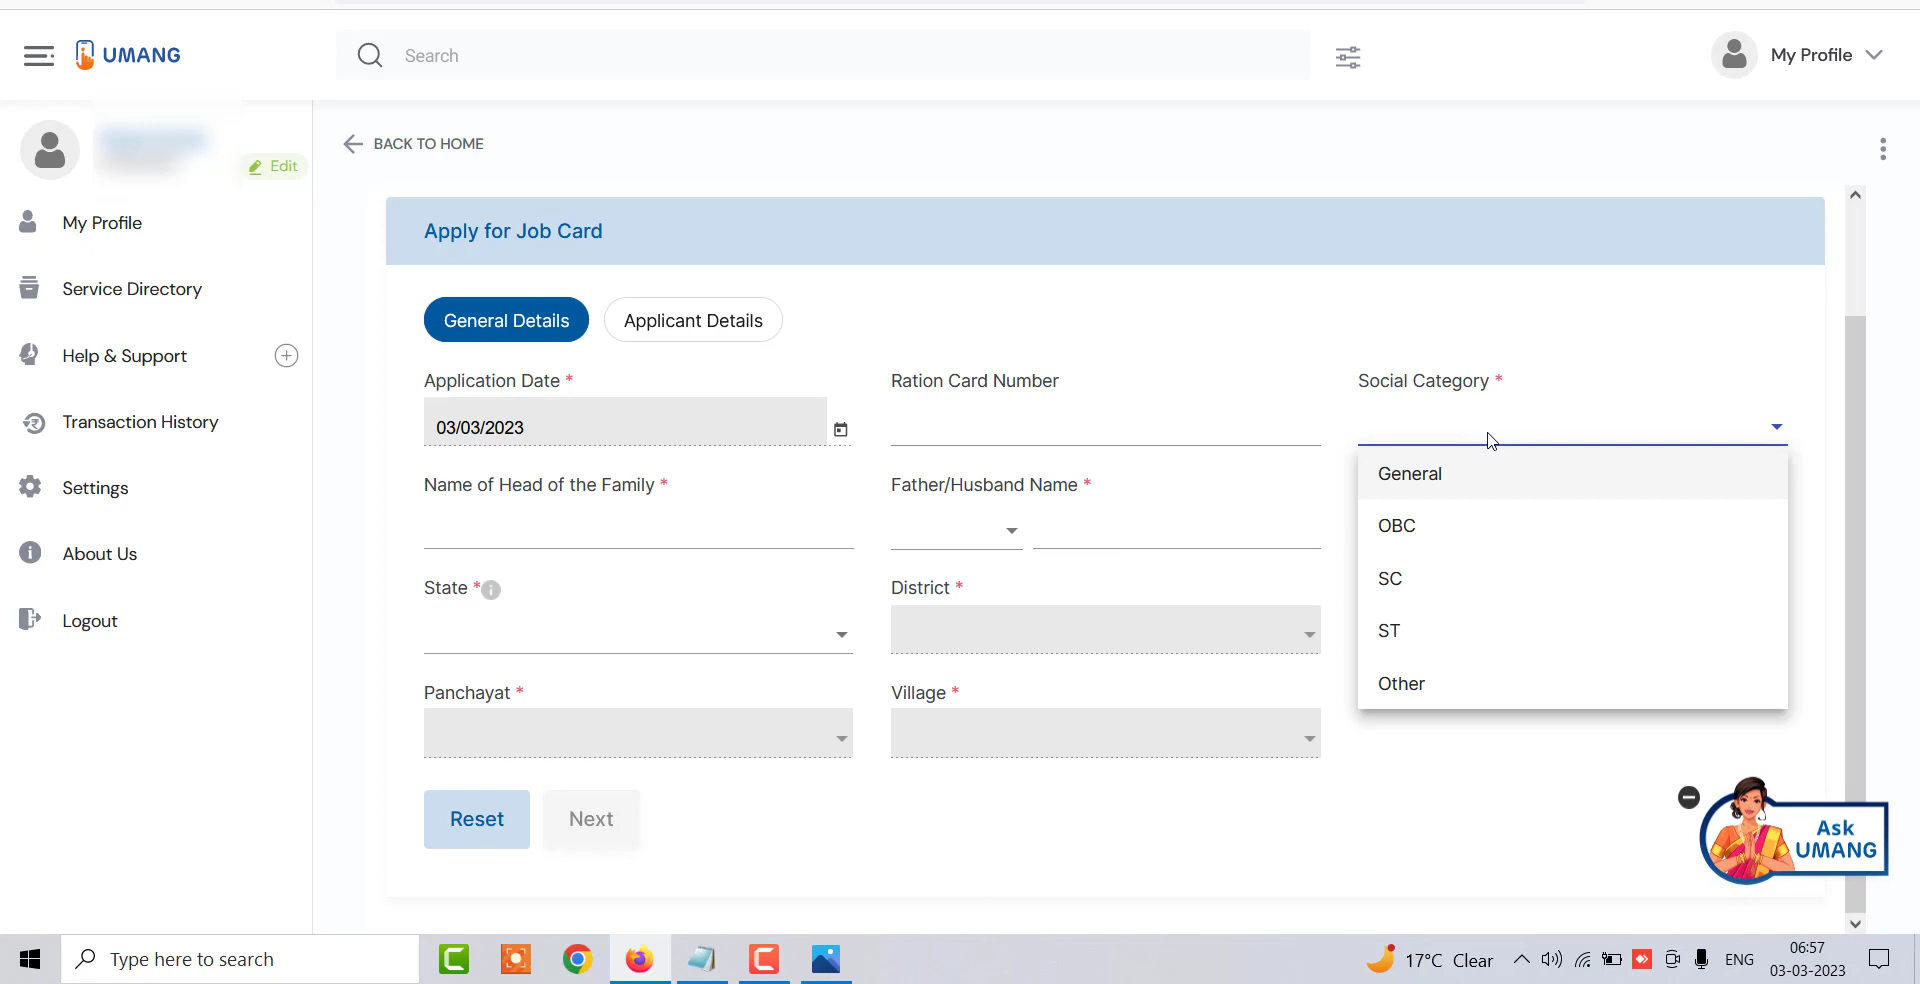 UMANG
Search
My Profile
Edit
My Profile
Service Directory
Help & Support
Transaction History
Settings
About Us
Logout
BACK TO HOME
Apply for Job Card
General Details
Applicant Details
Application Date *
03/03/2023
Ration Card Number
Social Category *
General
OBC
SC
ST
Other
Name of Head of the Family *
Father/Husband Name *
State *
District *
Panchayat *
Village *
Reset
Next
Ask
UMANG
Type here to search
17°C Clear
ENG
06:57
03-03-2023